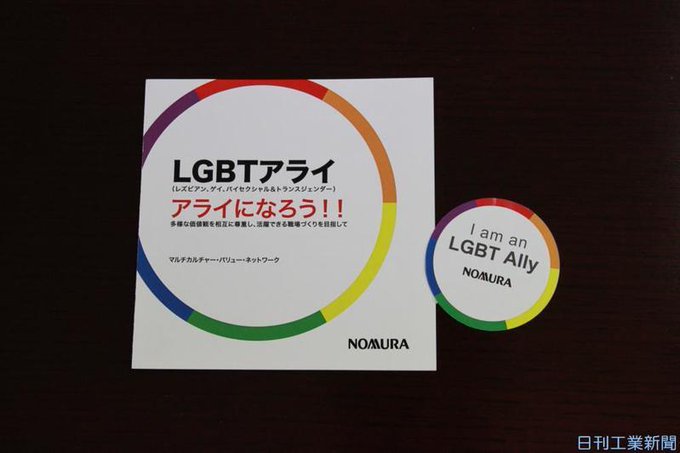 LGBTアライ
（レズビアン、ゲイ、バイセクシャル&トランスジェンダー）
アライになろう！！
多様な価値観を相互に尊重し、活躍できる職場づくりを目指して
マルチカルチャー・バリュー・ネットワーク
NOMURA
I am an
LGBT Ally
NOMURA
日刊工業新聞